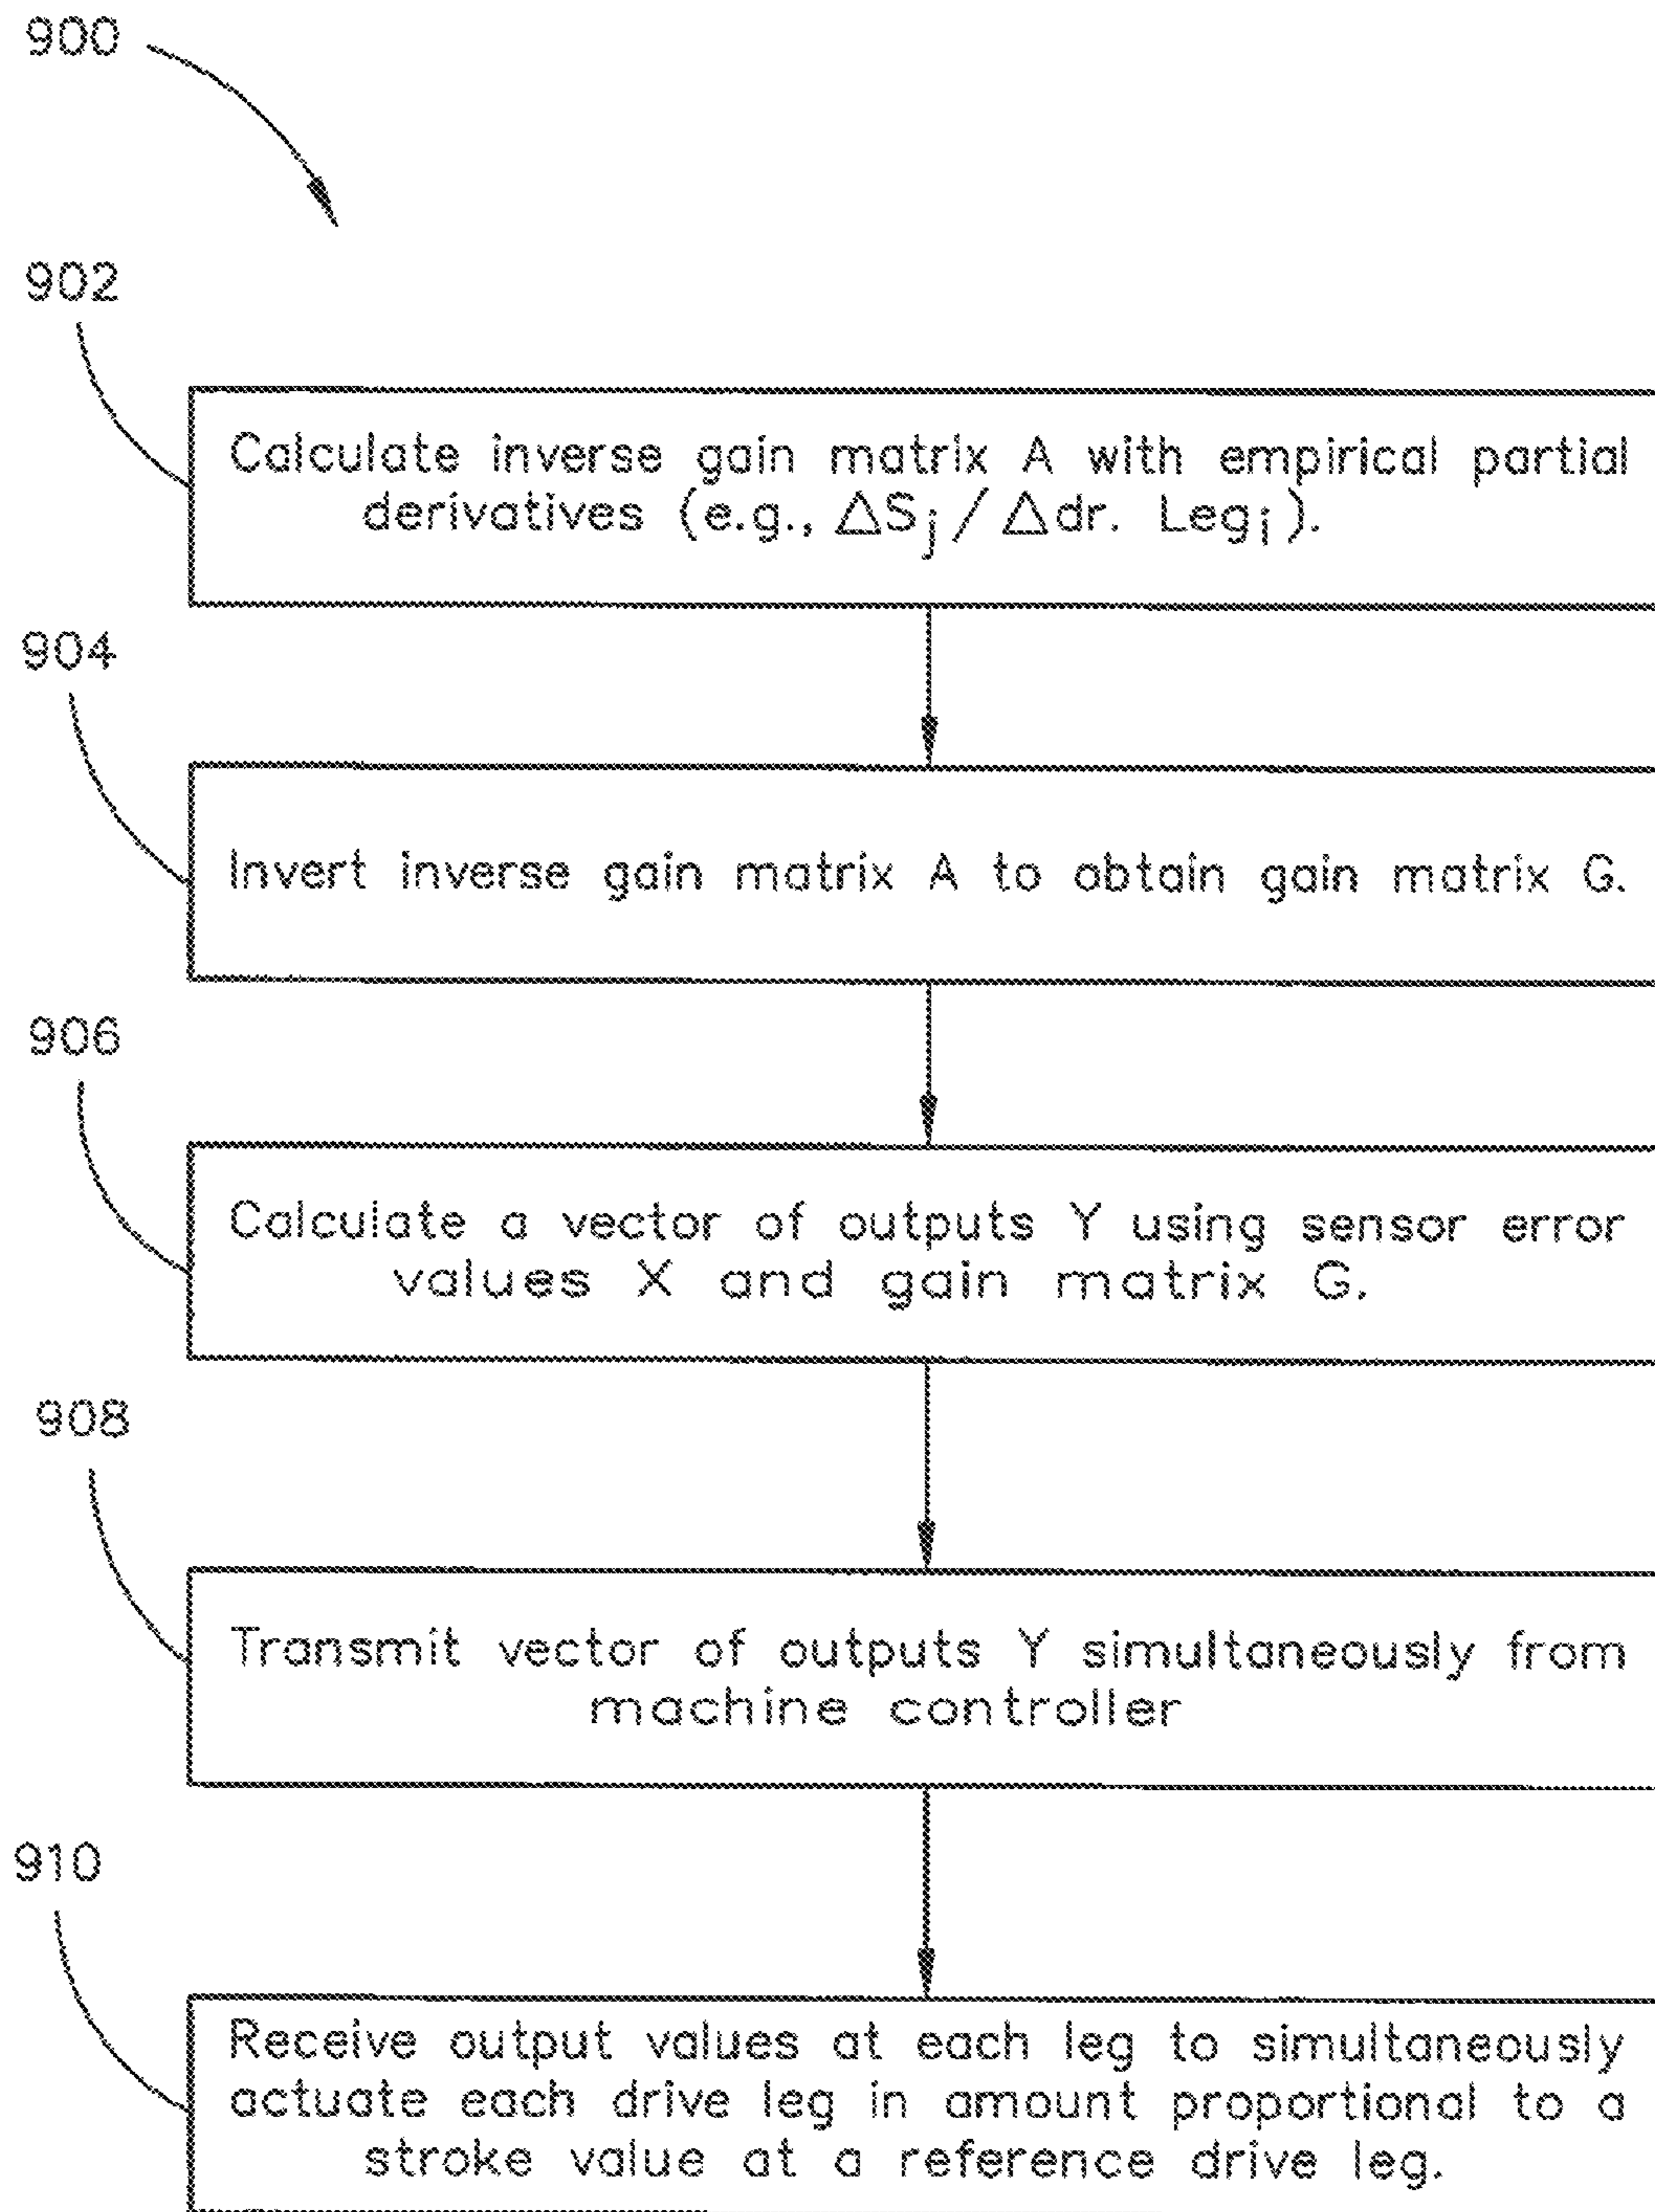 900
902
Calculate inverse gain matrix A with empirical partial
derivatives (e.g., ΔSj / Δdr. Legi).
904
Invert inverse gain matrix A to obtain gain matrix G.
906
Calculate a vector of outputs Y using sensor error
values X and gain matrix G.
908
Transmit vector of outputs Y simultaneously from
machine controller
910
Receive output values at each leg to simultaneously
actuate each drive leg in amount proportional to a
stroke value at a reference drive leg.